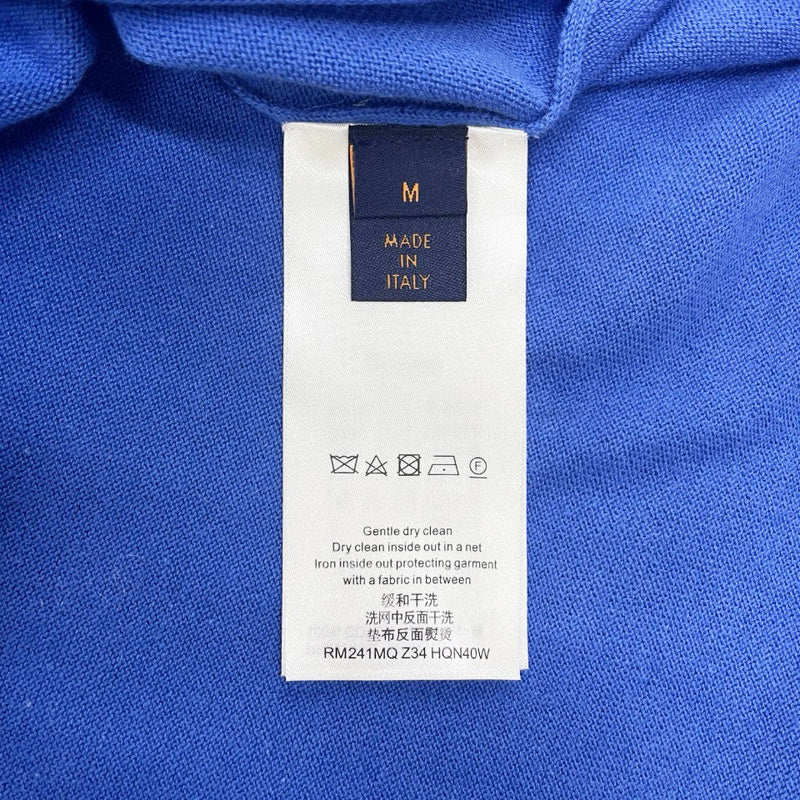 M
MADE
IN
ITALY
F
Gentle dry clean
Dry clean inside out in a net
Iron inside out protecting garment
with a fabric in between
缓和干洗
洗网中反面干洗
垫布反面熨烫
RM241MQ Z34 HQN40W